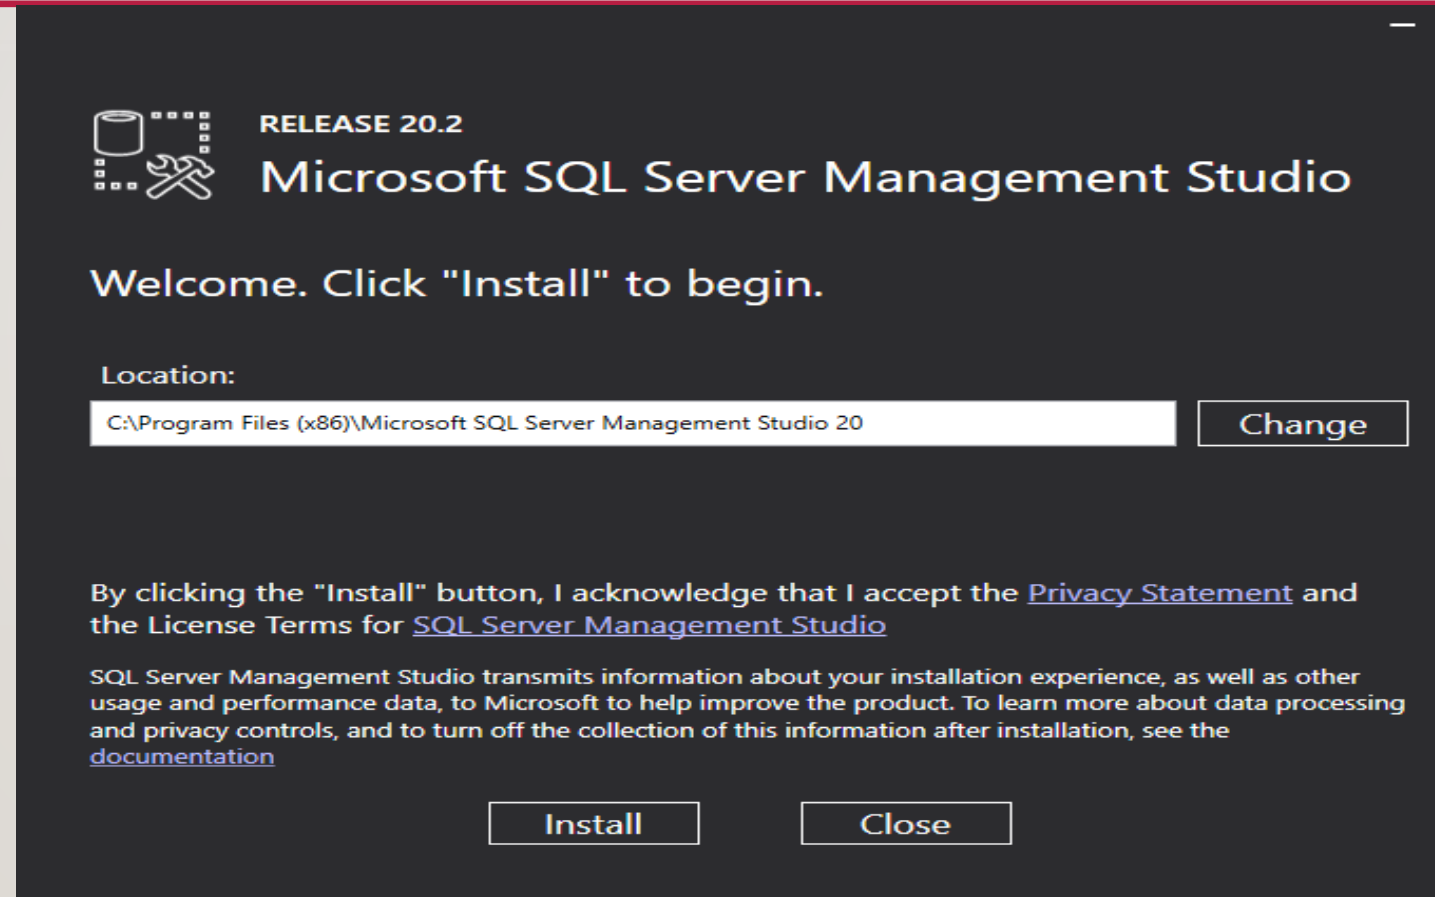 RELEASE 20.2
Microsoft SQL Server Management Studio
Welcome. Click "Install" to begin.
Location:
C:\Program Files (x86)\Microsoft SQL Server Management Studio 20
Change
By clicking the "Install" button, I acknowledge that I accept the Privacy Statement and
the License Terms for SQL Server Management Studio
SQL Server Management Studio transmits information about your installation experience, as well as other
usage and performance data, to Microsoft to help improve the product. To learn more about data processing
and privacy controls, and to turn off the collection of this information after installation, see the
documentation
Install
Close